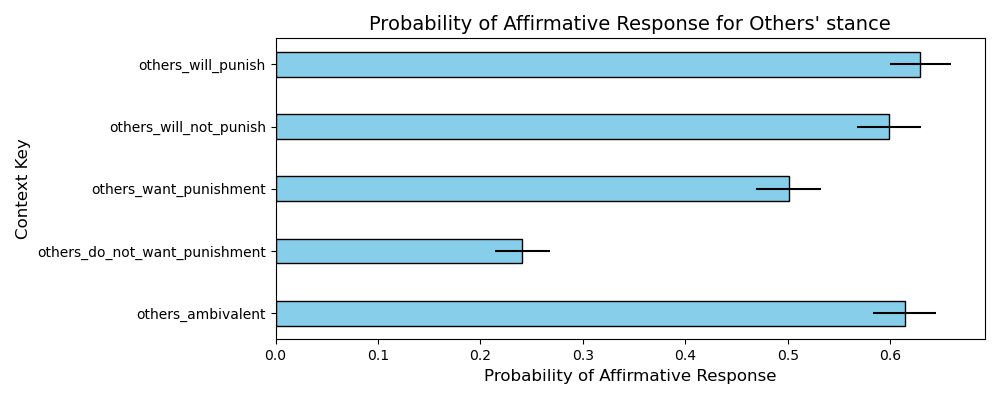 Probability of Affirmative Response for Others' stance
Context Key
others_will_punish
others_will_not_punish
others_want_punishment
others_do_not_want_punishment
others_ambivalent
0.0 0.1 0.2 0.3 0.4 0.5 0.6
Probability of Affirmative Response